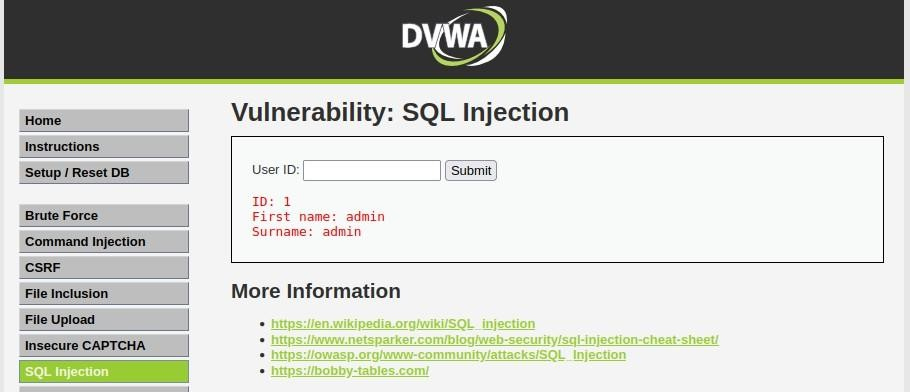 DVWA
Home
Instructions
Setup / Reset DB
Brute Force
Command Injection
CSRF
File Inclusion
File Upload
Insecure CAPTCHA
SQL Injection
Vulnerability: SQL Injection
User ID:
Submit
ID: 1
First name: admin
Surname: admin
More Information
https://en.wikipedia.org/wiki/SQL_injection
https://www.netsparker.com/blog/web-security/sql-injection-cheat-sheet/
https://owasp.org/www-community/attacks/SQL_Injection
https://bobby-tables.com/